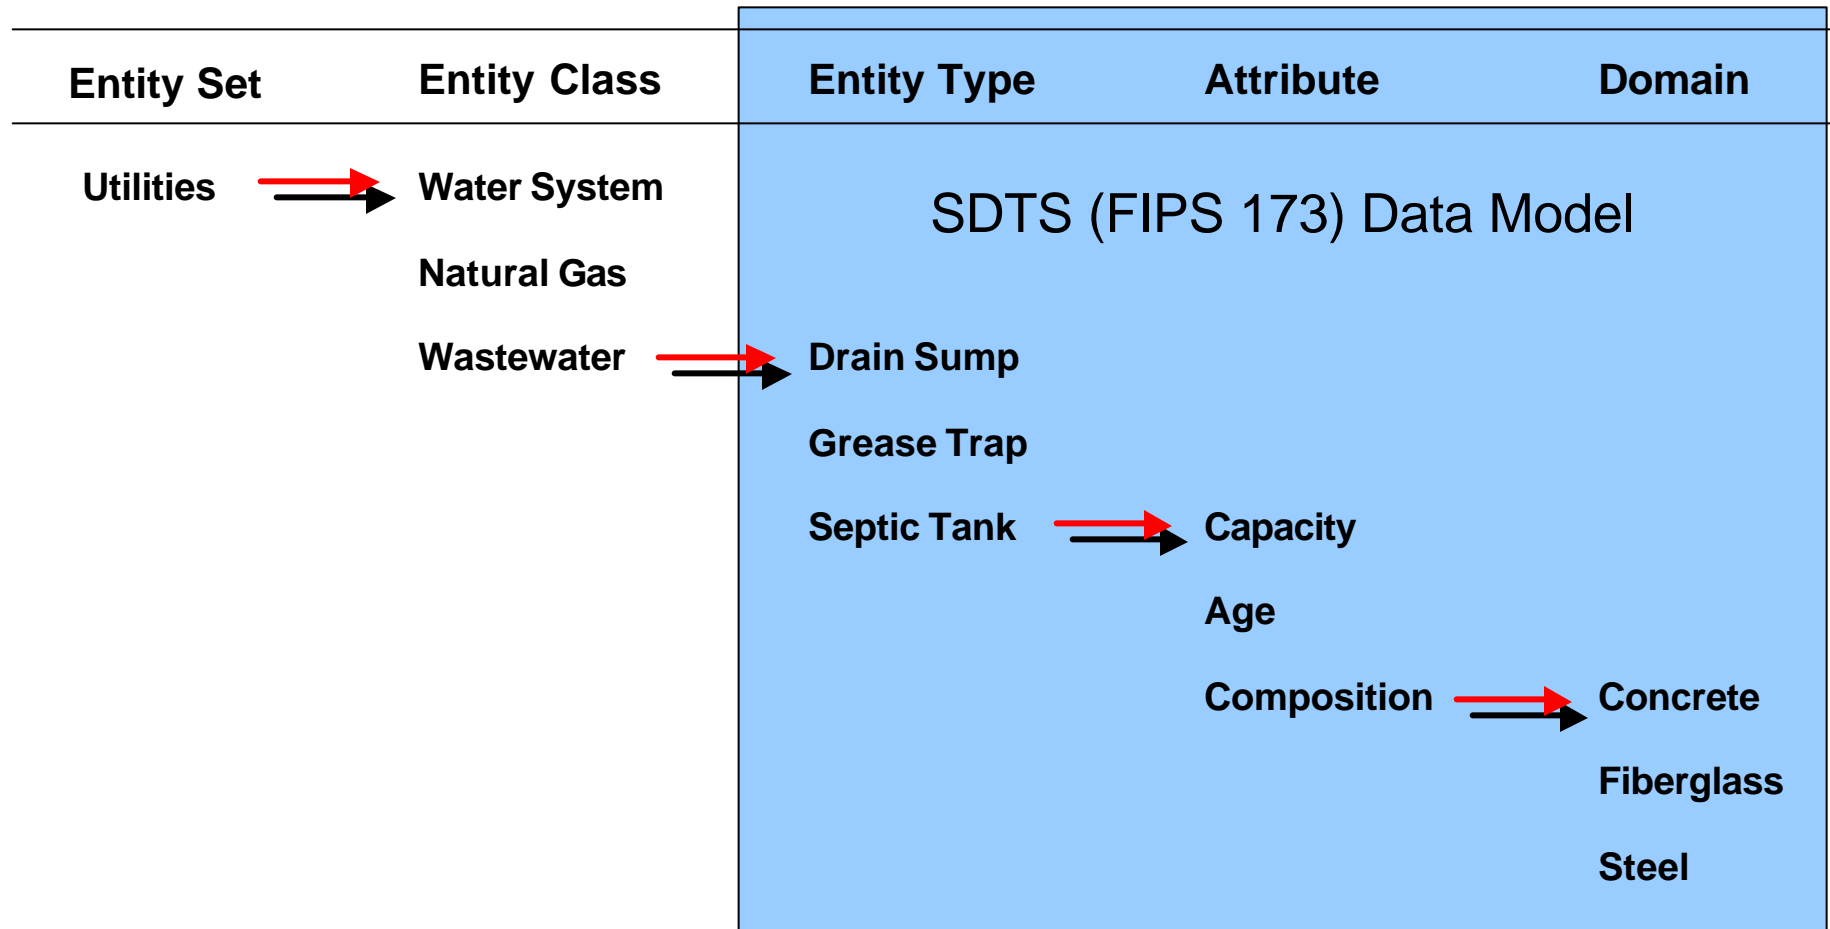 Entity Set Entity Class Entity Type Attribute Domain
Utilities Water System
SDTS (FIPS 173) Data Model
Natural Gas
Wastewater Drain Sump
Grease Trap
Septic Tank Capacity
Age
Composition Concrete
Fiberglass
Steel